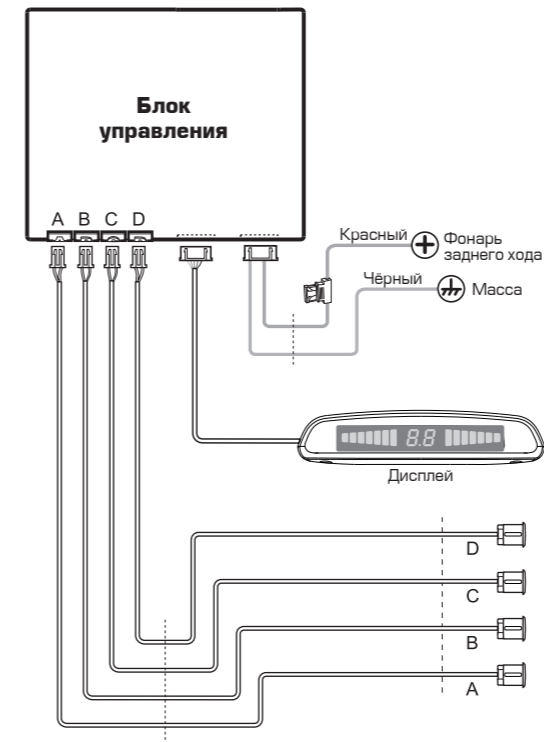 Блок
управления
A B C D
Красный
Фонарь
заднего хода
Чёрный
Масса
8.8
Дисплей
D
C
B
A